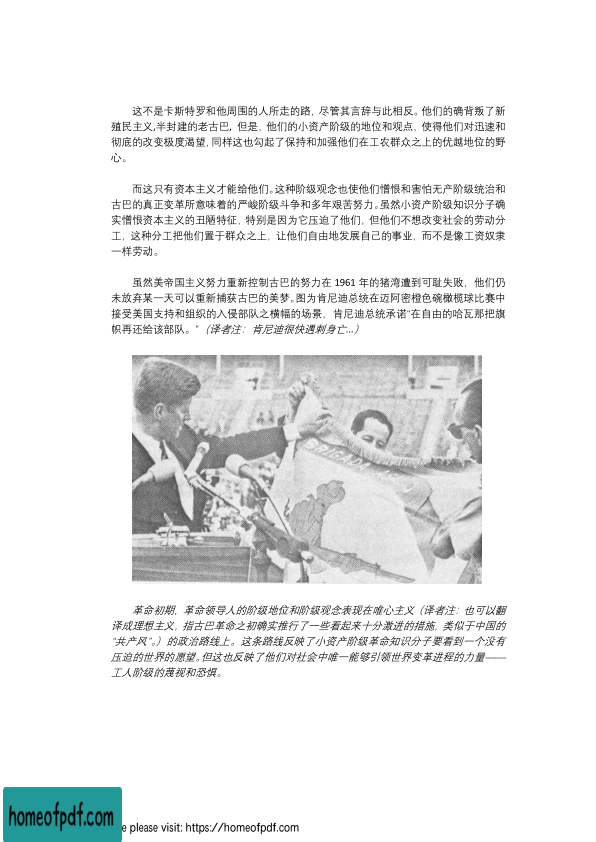 这不是卡斯特罗和他周围的人所走的路，尽管其言辞与此相反。他们的确背叛了新
殖民主义,半封建的老古巴，但是，他们的小资产阶级的地位和观点，使得他们对迅速和
彻底的改变极度渴望，同样这也勾起了保持和加强他们在工农群众之上的优越地位的野
心。
而这只有资本主义才能给他们。这种阶级观念也使他们憎恨和害怕无产阶级统治和
古巴的真正变革所意味着的严峻阶级斗争和多年艰苦努力。虽然小资产阶级知识分子确
实憎恨资本主义的丑陋特征，特别是因为它压迫了他们，但他们不想改变社会的劳动分
工，这种分工把他们置于群众之上，让他们自由地发展自己的事业，而不是像工资奴隶
一样劳动。
虽然美帝国主义努力重新控制古巴的努力在 1961 年的猪湾遭到可耻失败，他们仍
未放弃某一天可以重新捕获古巴的美梦。图为肯尼迪总统在迈阿密橙色碗橄榄球比赛中
接受美国支持和组织的入侵部队之横幅的场景，肯尼迪总统承诺“在自由的哈瓦那把旗
帜再还给该部队。”（译者注：肯尼迪很快遇刺身亡...）
BRIGADA
革命初期，革命领导人的阶级地位和阶级观念表现在唯心主义（译者注：也可以翻
译成理想主义，指古巴革命之初确实推行了一些看起来十分激进的措施，类似于中国的
“共产风”。）的政治路线上。这条路线反映了小资产阶级革命知识分子要看到一个没有
压迫的世界的愿望。但这也反映了他们对社会中唯一能够引领世界变革进程的力量——
工人阶级的蔑视和恐惧。
homeofpdf.com
e please visit: https://homeofpdf.com